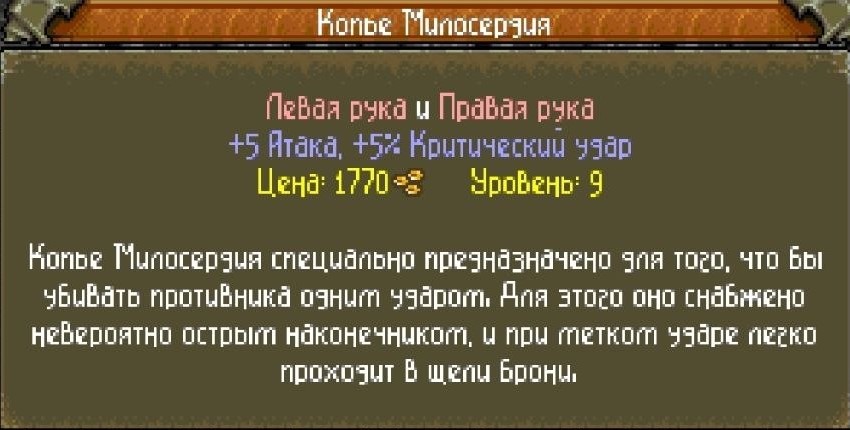 Копье Милосердия
Левая рука и Правая рука
+5 Атака, +5% Критический удар
Цена: 1770 Уровень: 9
Копье Милосердия специально предназначено для того, что бы
убивать противника одним ударом. Для этого оно снабжено
невероятно острым наконечником, и при метком ударе легко
проходит в щели брони.